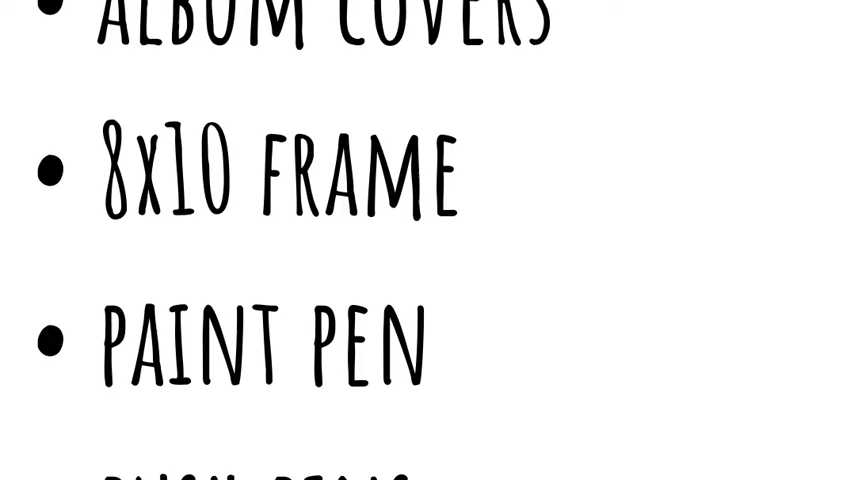 • ALBUM COVERS
• 8x10 FRAME
• PAINT PEN